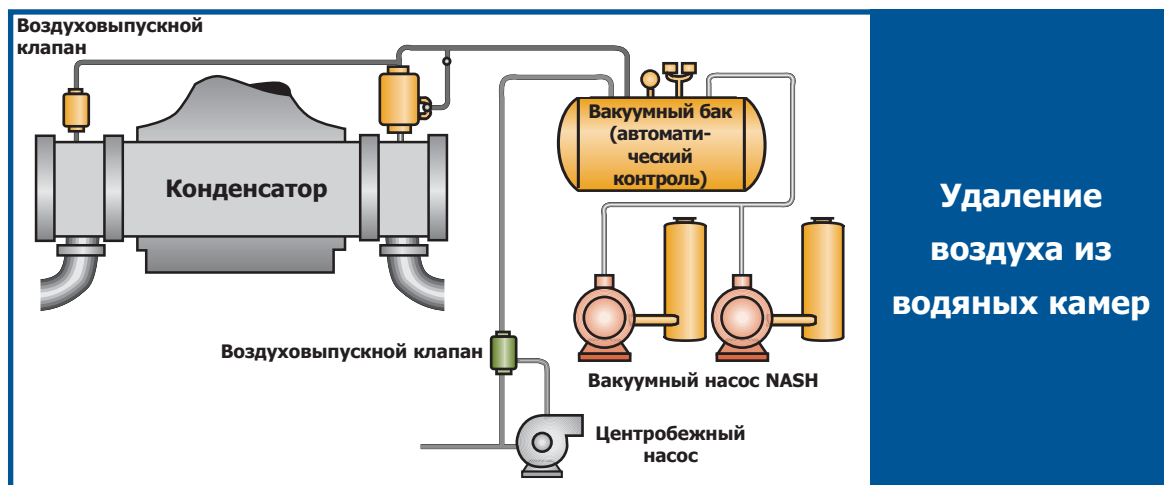 Воздуховыпускной
клапан
Вакуумный бак
(автомати-
ческий
контроль)
Конденсатор
Воздуховыпускной клапан
Вакуумный насос NASH
Центробежный
насос
Удаление
воздуха из
водяных камер